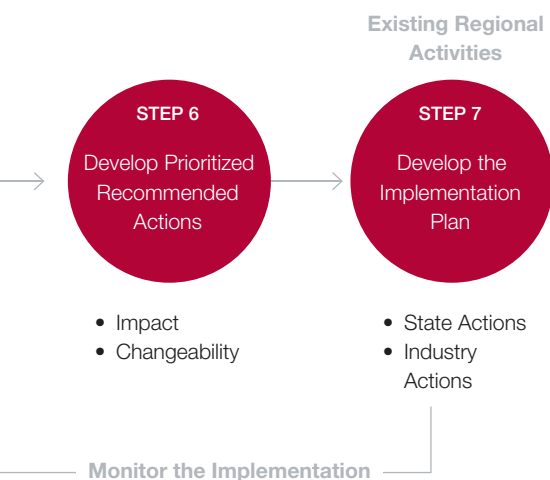 Existing Regional
Activities
STEP 6
Develop Prioritized
Recommended
Actions
STEP 7
Develop the
Implementation
Plan
• Impact
• Changeability
• State Actions
• Industry
Actions
Monitor the Implementation